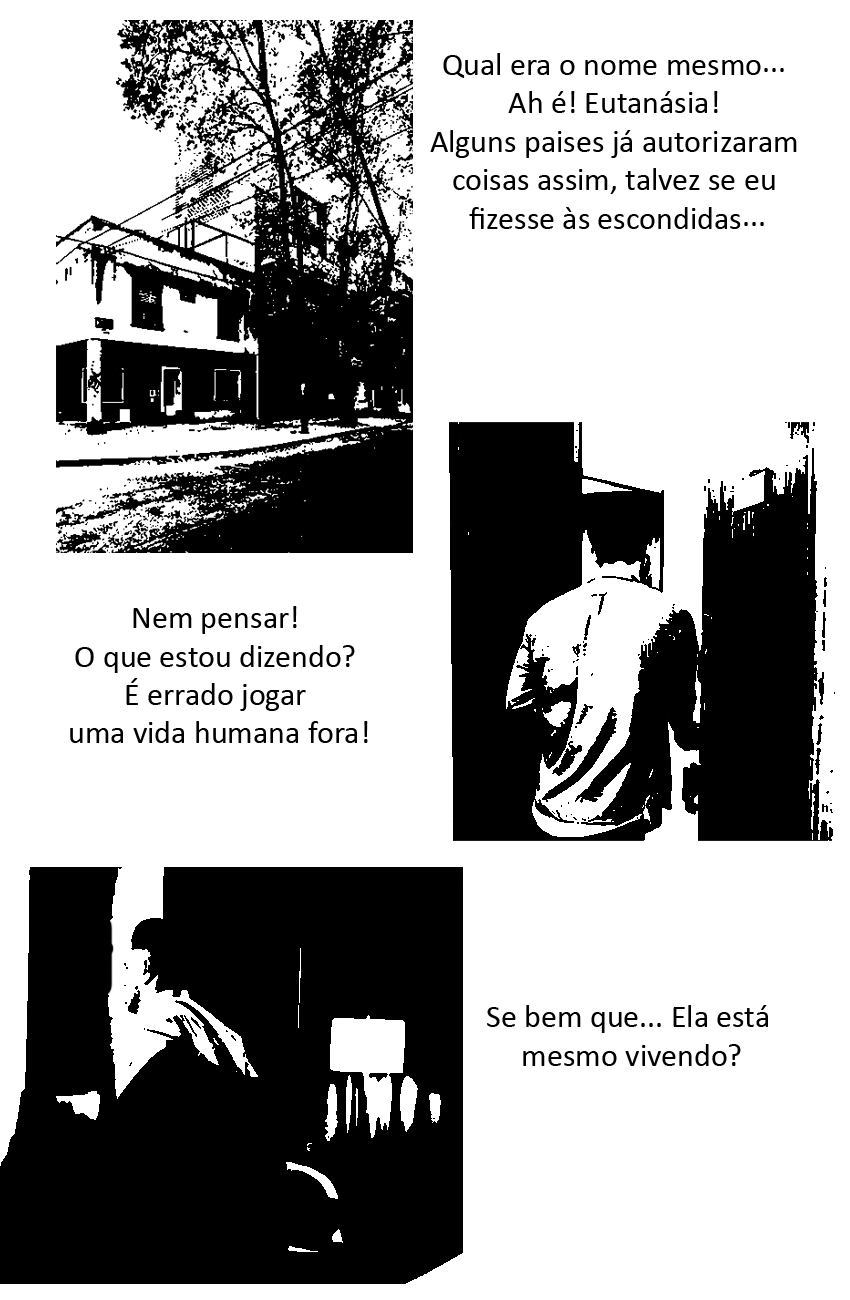 Qual era o nome mesmo...
Ah é! Eutanásia!
Alguns paises já autorizaram
coisas assim, talvez se eu
fizesse às escondidas...
Nem pensar!
O que estou dizendo?
É errado jogar
uma vida humana fora!
Se bem que... Ela está
mesmo vivendo?